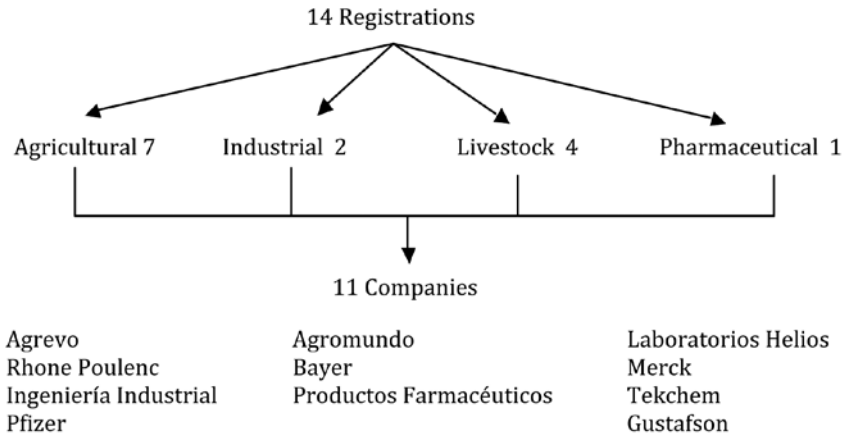 14 Registrations
Agricultural 7 Industrial 2 Livestock 4 Pharmaceutical 1
11 Companies
Agrevo Agromundo Laboratorios Helios
Rhone Poulenc Bayer Merck
Ingeniería Industrial Productos Farmacéuticos Tekchem
Pfizer Gustafson